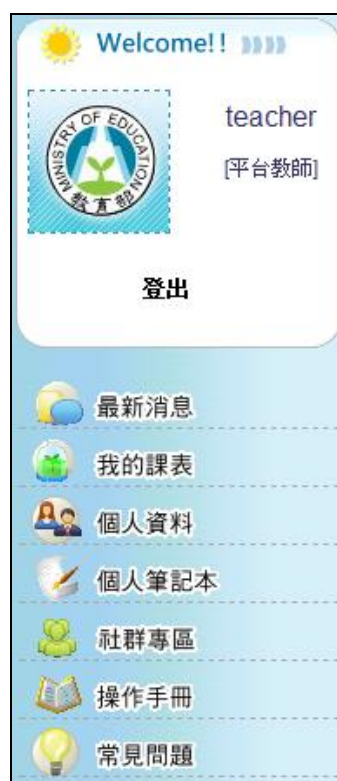 Welcome!!
MINISTRY OF EDUCATION
教育部
teacher
[平台教師]
登出
最新消息
我的課表
個人資料
個人筆記本
社群專區
操作手冊
常見問題